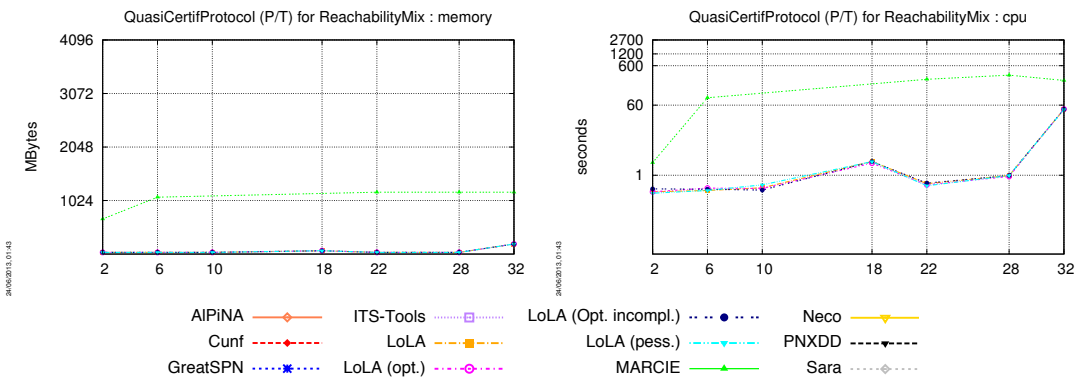 QuasiCertifProtocol (P/T) for ReachabilityMix : memory
4096
3072
2048
1024
MBytes
2 6 10 18 22 28 32
24/06/2013, 01:43
QuasiCertifProtocol (P/T) for ReachabilityMix : cpu
2700
1200
600
60
1
seconds
2 6 10 18 22 28 32
24/06/2013, 01:43
AlPiNA ITS-Tools LoLA (Opt. incompl.) Neco
Cunf LoLA LoLA (pess.) PNXDD
GreatSPN LoLA (opt.) MARCIE Sara